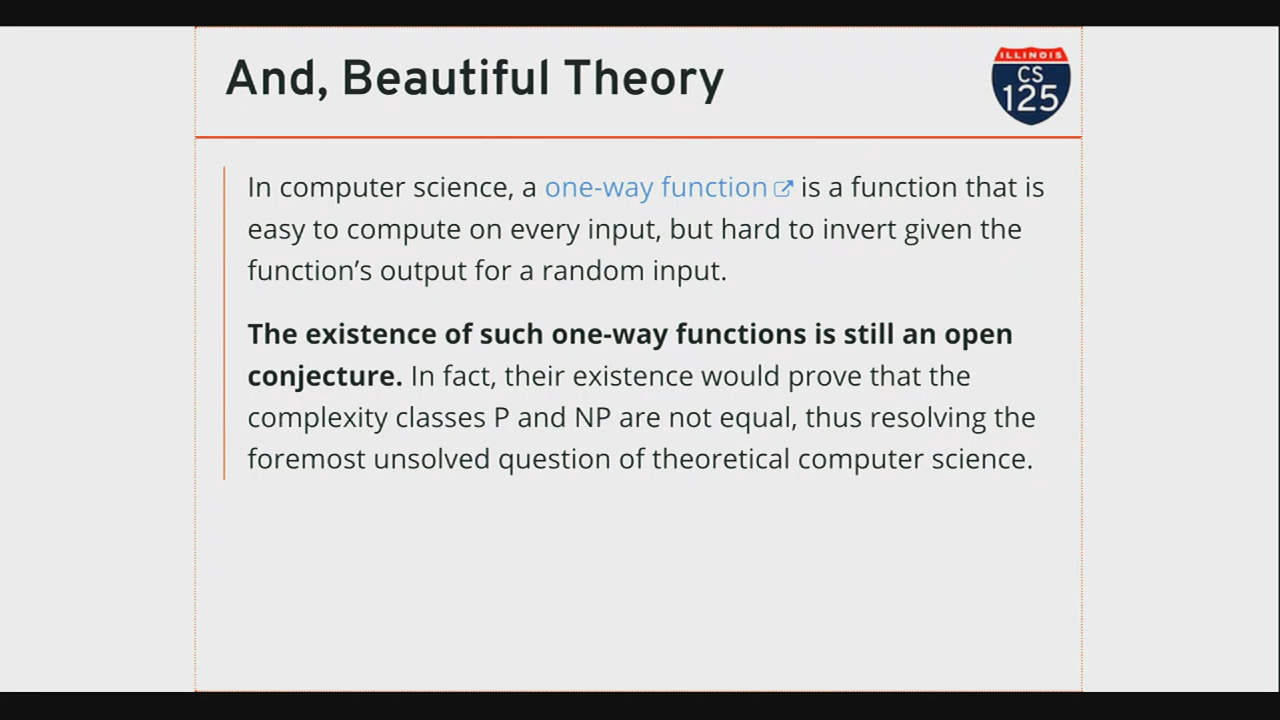 And, Beautiful Theory
ILLINOIS
CS
125
In computer science, a one-way function is a function that is
easy to compute on every input, but hard to invert given the
function’s output for a random input.
The existence of such one-way functions is still an open
conjecture. In fact, their existence would prove that the
complexity classes P and NP are not equal, thus resolving the
foremost unsolved question of theoretical computer science.